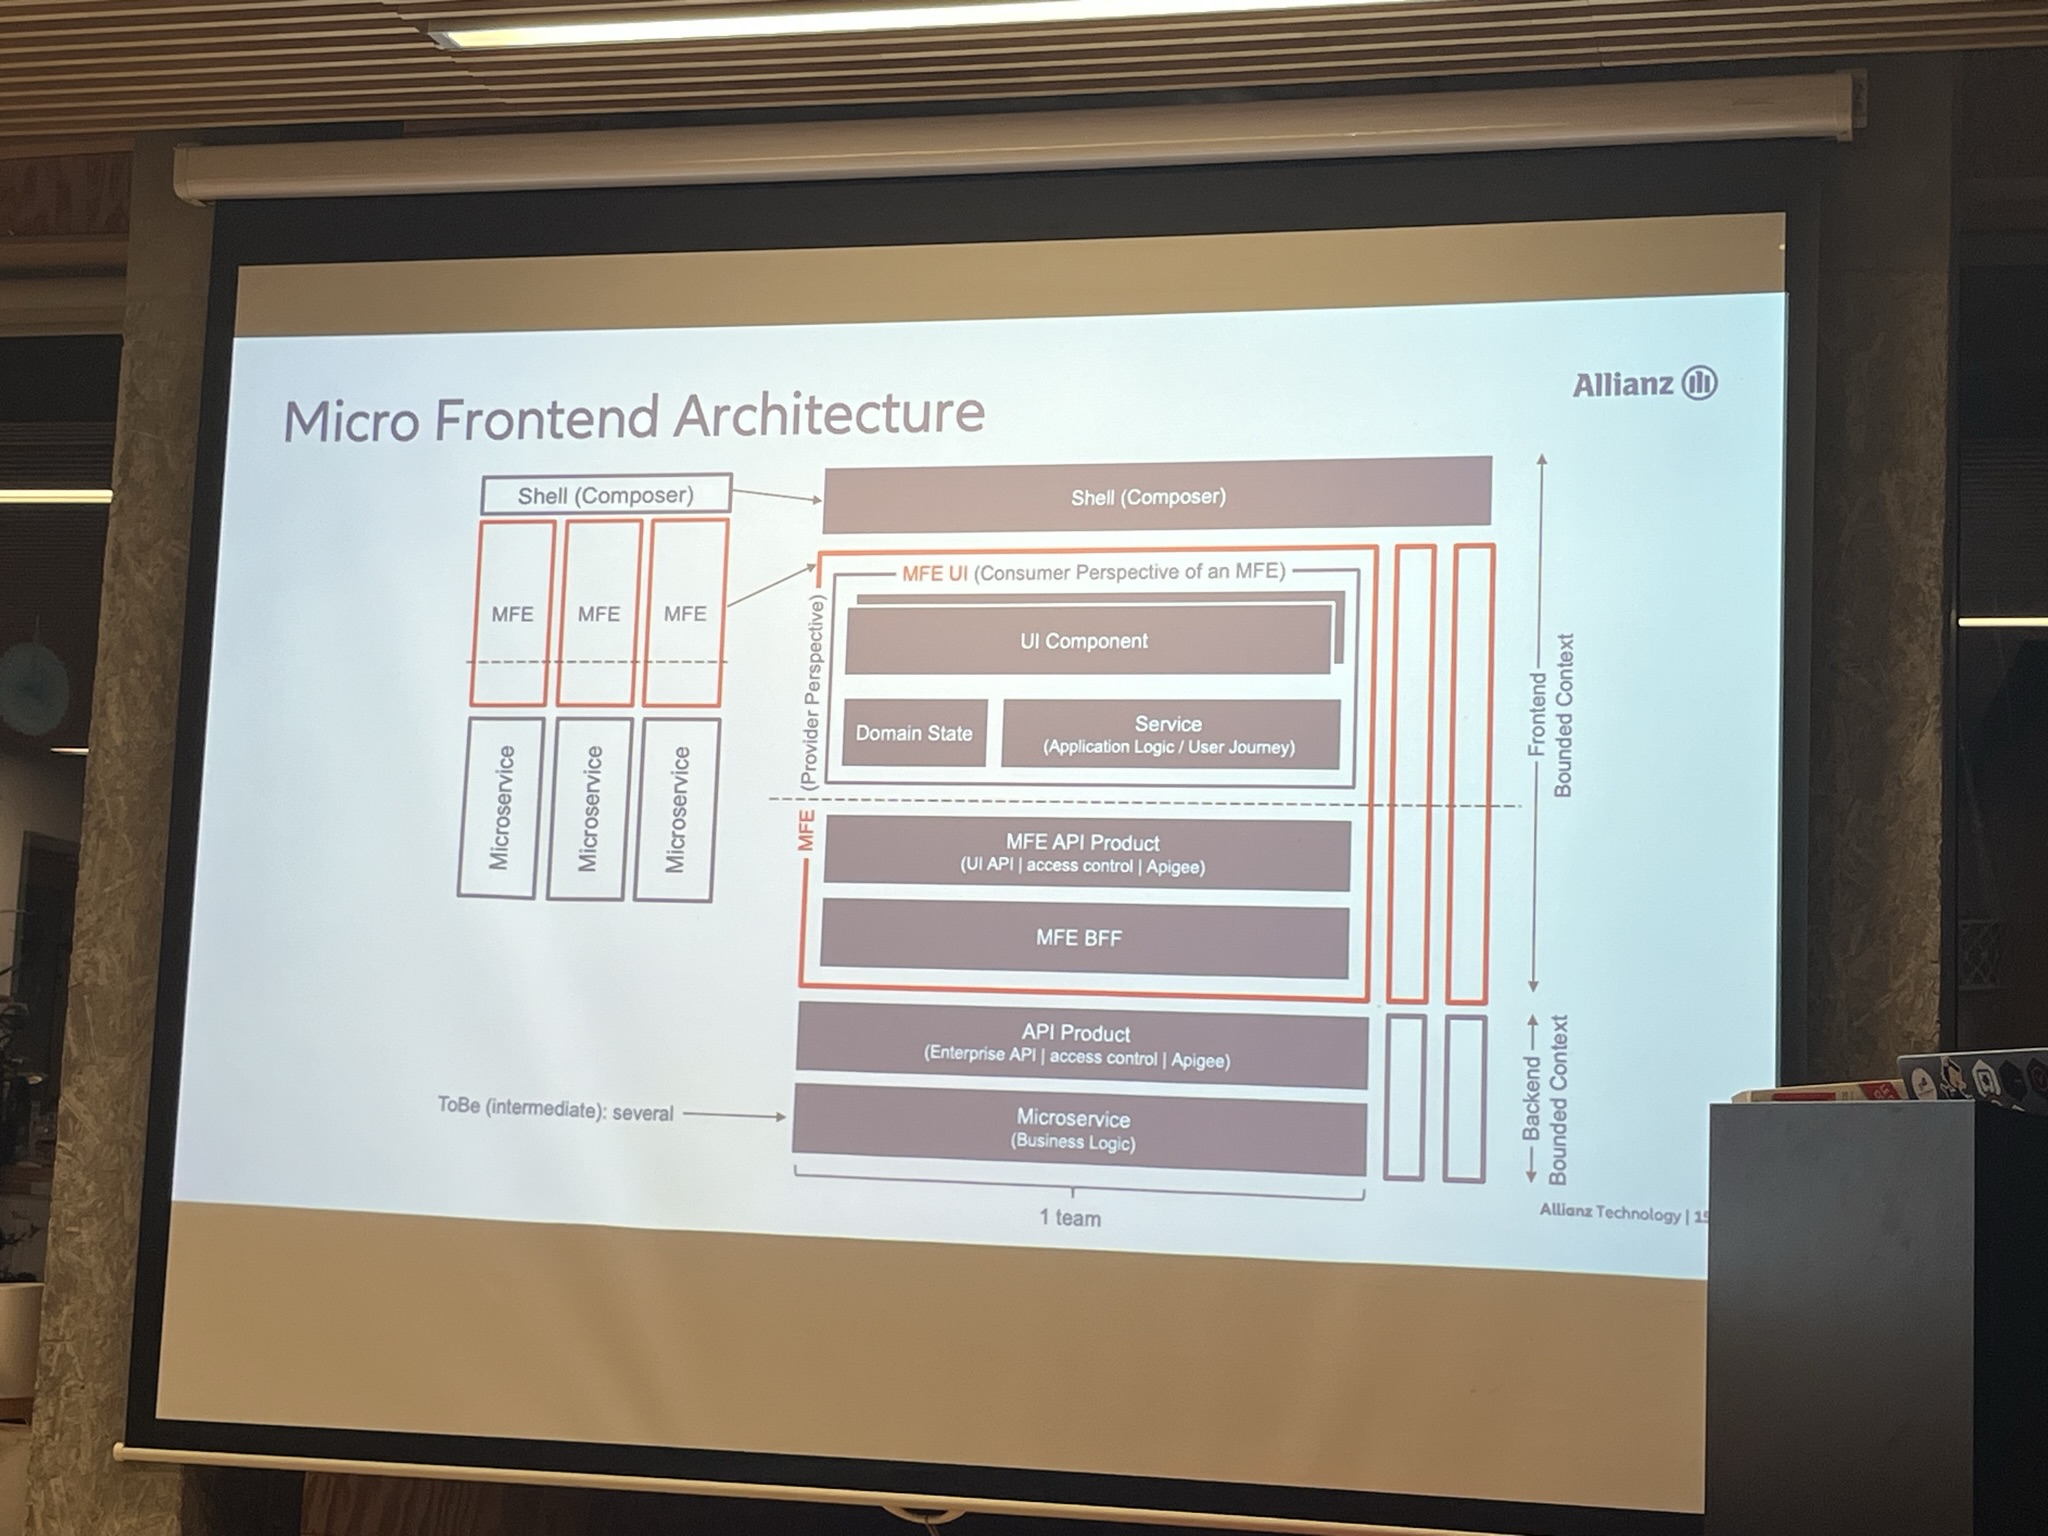 Allianz
Micro Frontend Architecture
Shell (Composer)
MFE
MFE
MFE
Microservice
Microservice
Microservice
Shell (Composer)
MFE UI (Consumer Perspective of an MFE)
MFE (Provider Perspective)
UI Component
Domain State
Service
(Application Logic / User Journey)
MFE API Product
(UI API | access control | Apigee)
MFE BFF
API Product
(Enterprise API | access control | Apigee)
ToBe (intermediate): several
Microservice
(Business Logic)
1 team
Frontend
Bounded Context
Backend
Bounded Context
Allianz Technology |